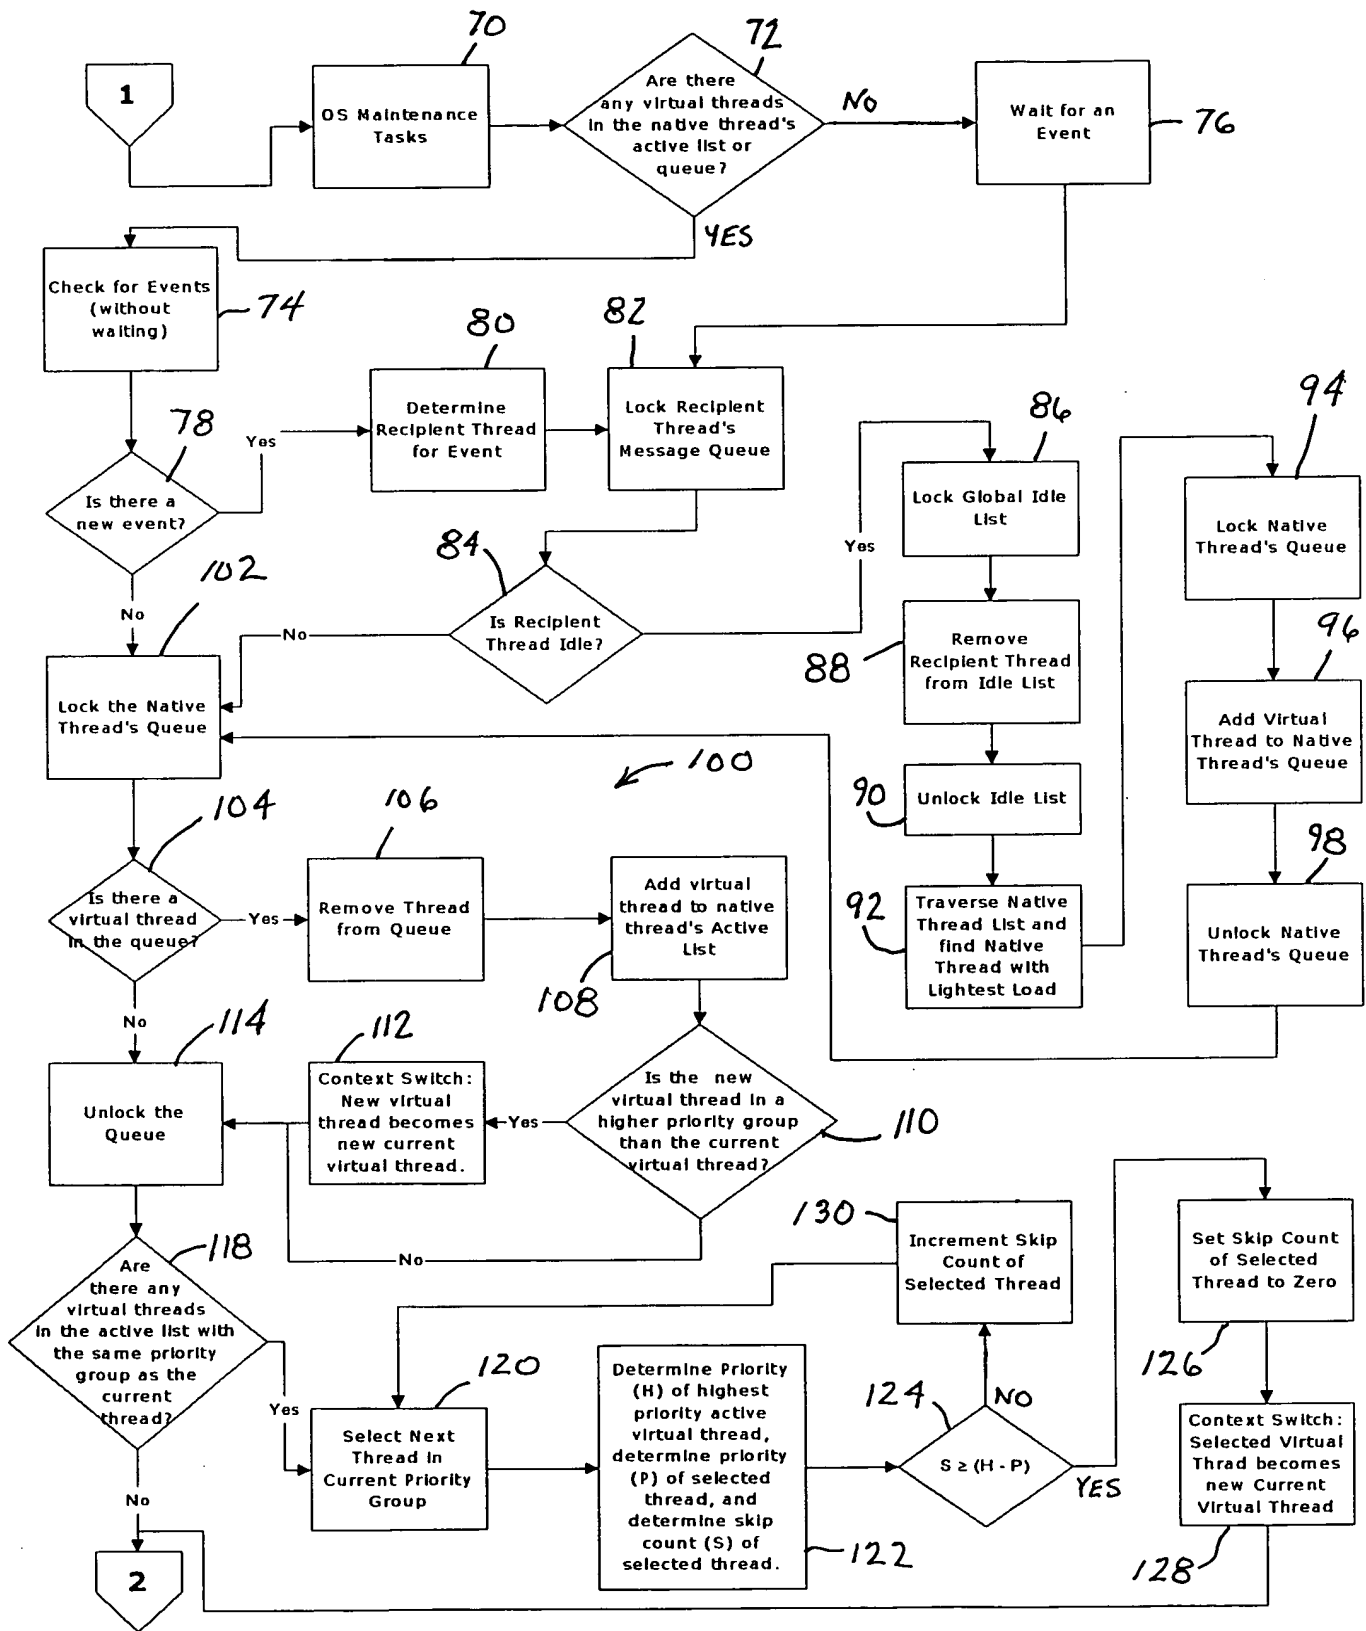 70
72
1
OS Maintenance
Tasks
Are there
any virtual threads
in the native thread's
active list or
queue?
NO
Wait for an
Event
76
YES
Check for Events
(without
waiting)
74
80
82
Determine
Recipient Thread
for Event
Lock Recipient
Thread's
Message Queue
78
Yes
Is there a
new event?
86
94
Lock Global Idle
List
Lock Native
Thread's Queue
84
Yes
102
No
Is Recipient
Thread Idle?
No
88
Remove
Recipient Thread
from Idle List
96
Lock the Native
Thread's Queue
Add Virtual
Thread to Native
Thread's Queue
100
90
Unlock Idle List
104
106
98
Is there a
virtual thread
in the queue?
Yes
Remove Thread
from Queue
Add virtual
thread to native
thread's Active
List
108
92
Traverse Native
Thread List and
find Native
Thread with
Lightest Load
Unlock Native
Thread's Queue
No
114
112
Unlock the
Queue
Context Switch:
New virtual
thread becomes
new current
virtual thread.
Yes
Is the new
virtual thread in a
higher priority group
than the current
virtual thread?
110
No
118
Are
there any
virtual threads
in the active list with
the same priority
group as the
current
thread?
Yes
130
Increment Skip
Count of
Selected Thread
Set Skip Count
of Selected
Thread to Zero
126
120
Select Next
Thread in
Current Priority
Group
Determine Priority
(H) of highest
priority active
virtual thread,
determine priority
(P) of selected
thread, and
determine skip
count (S) of
selected thread.
122
124
NO
S ≥ (H - P)
YES
Context Switch:
Selected Virtual
Thrad becomes
new Current
Virtual Thread
128
No
2